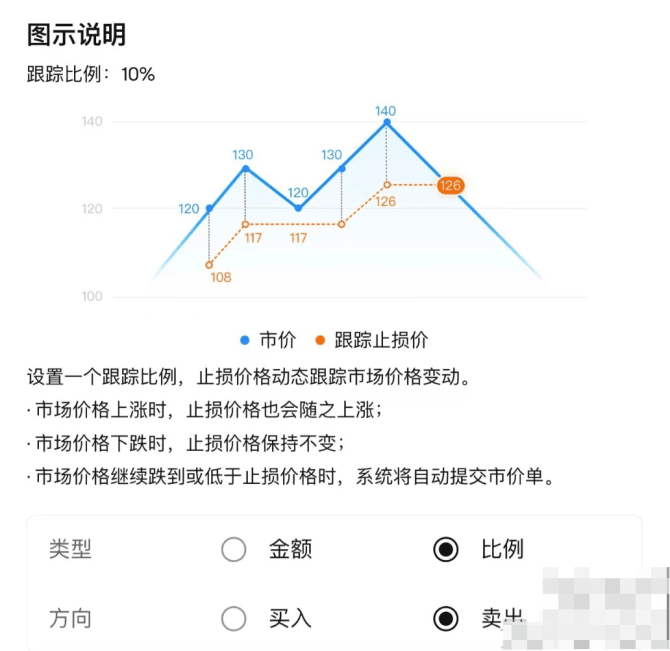 图示说明
跟踪比例：10%
140
140
130
130
120
120
120
126
126
117
117
108
100
市价
跟踪止损价
设置一个跟踪比例，止损价格动态跟踪市场价格变动。
·市场价格上涨时，止损价格也会随之上涨；
·市场价格下跌时，止损价格保持不变；
·市场价格继续跌到或低于止损价格时，系统将自动提交市价单。
类型 金额 比例
方向 买入 卖出